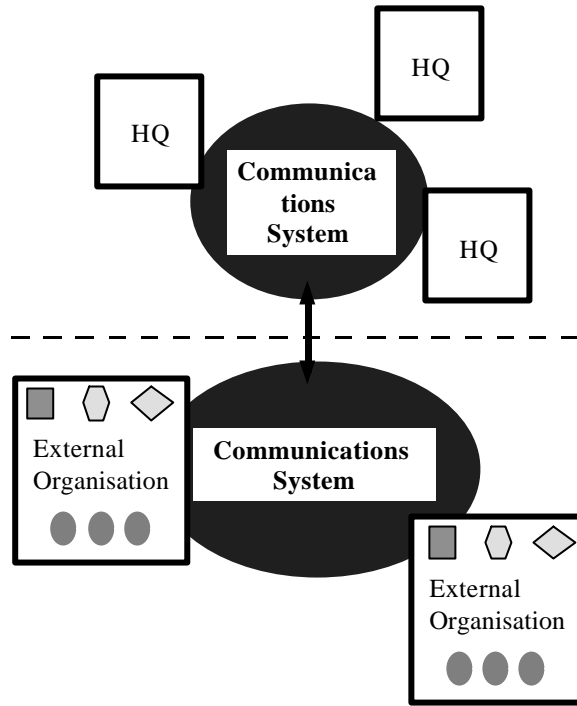 HQ
HQ
Communica
tions
System
HQ
External
Organisation
Communications
System
External
Organisation